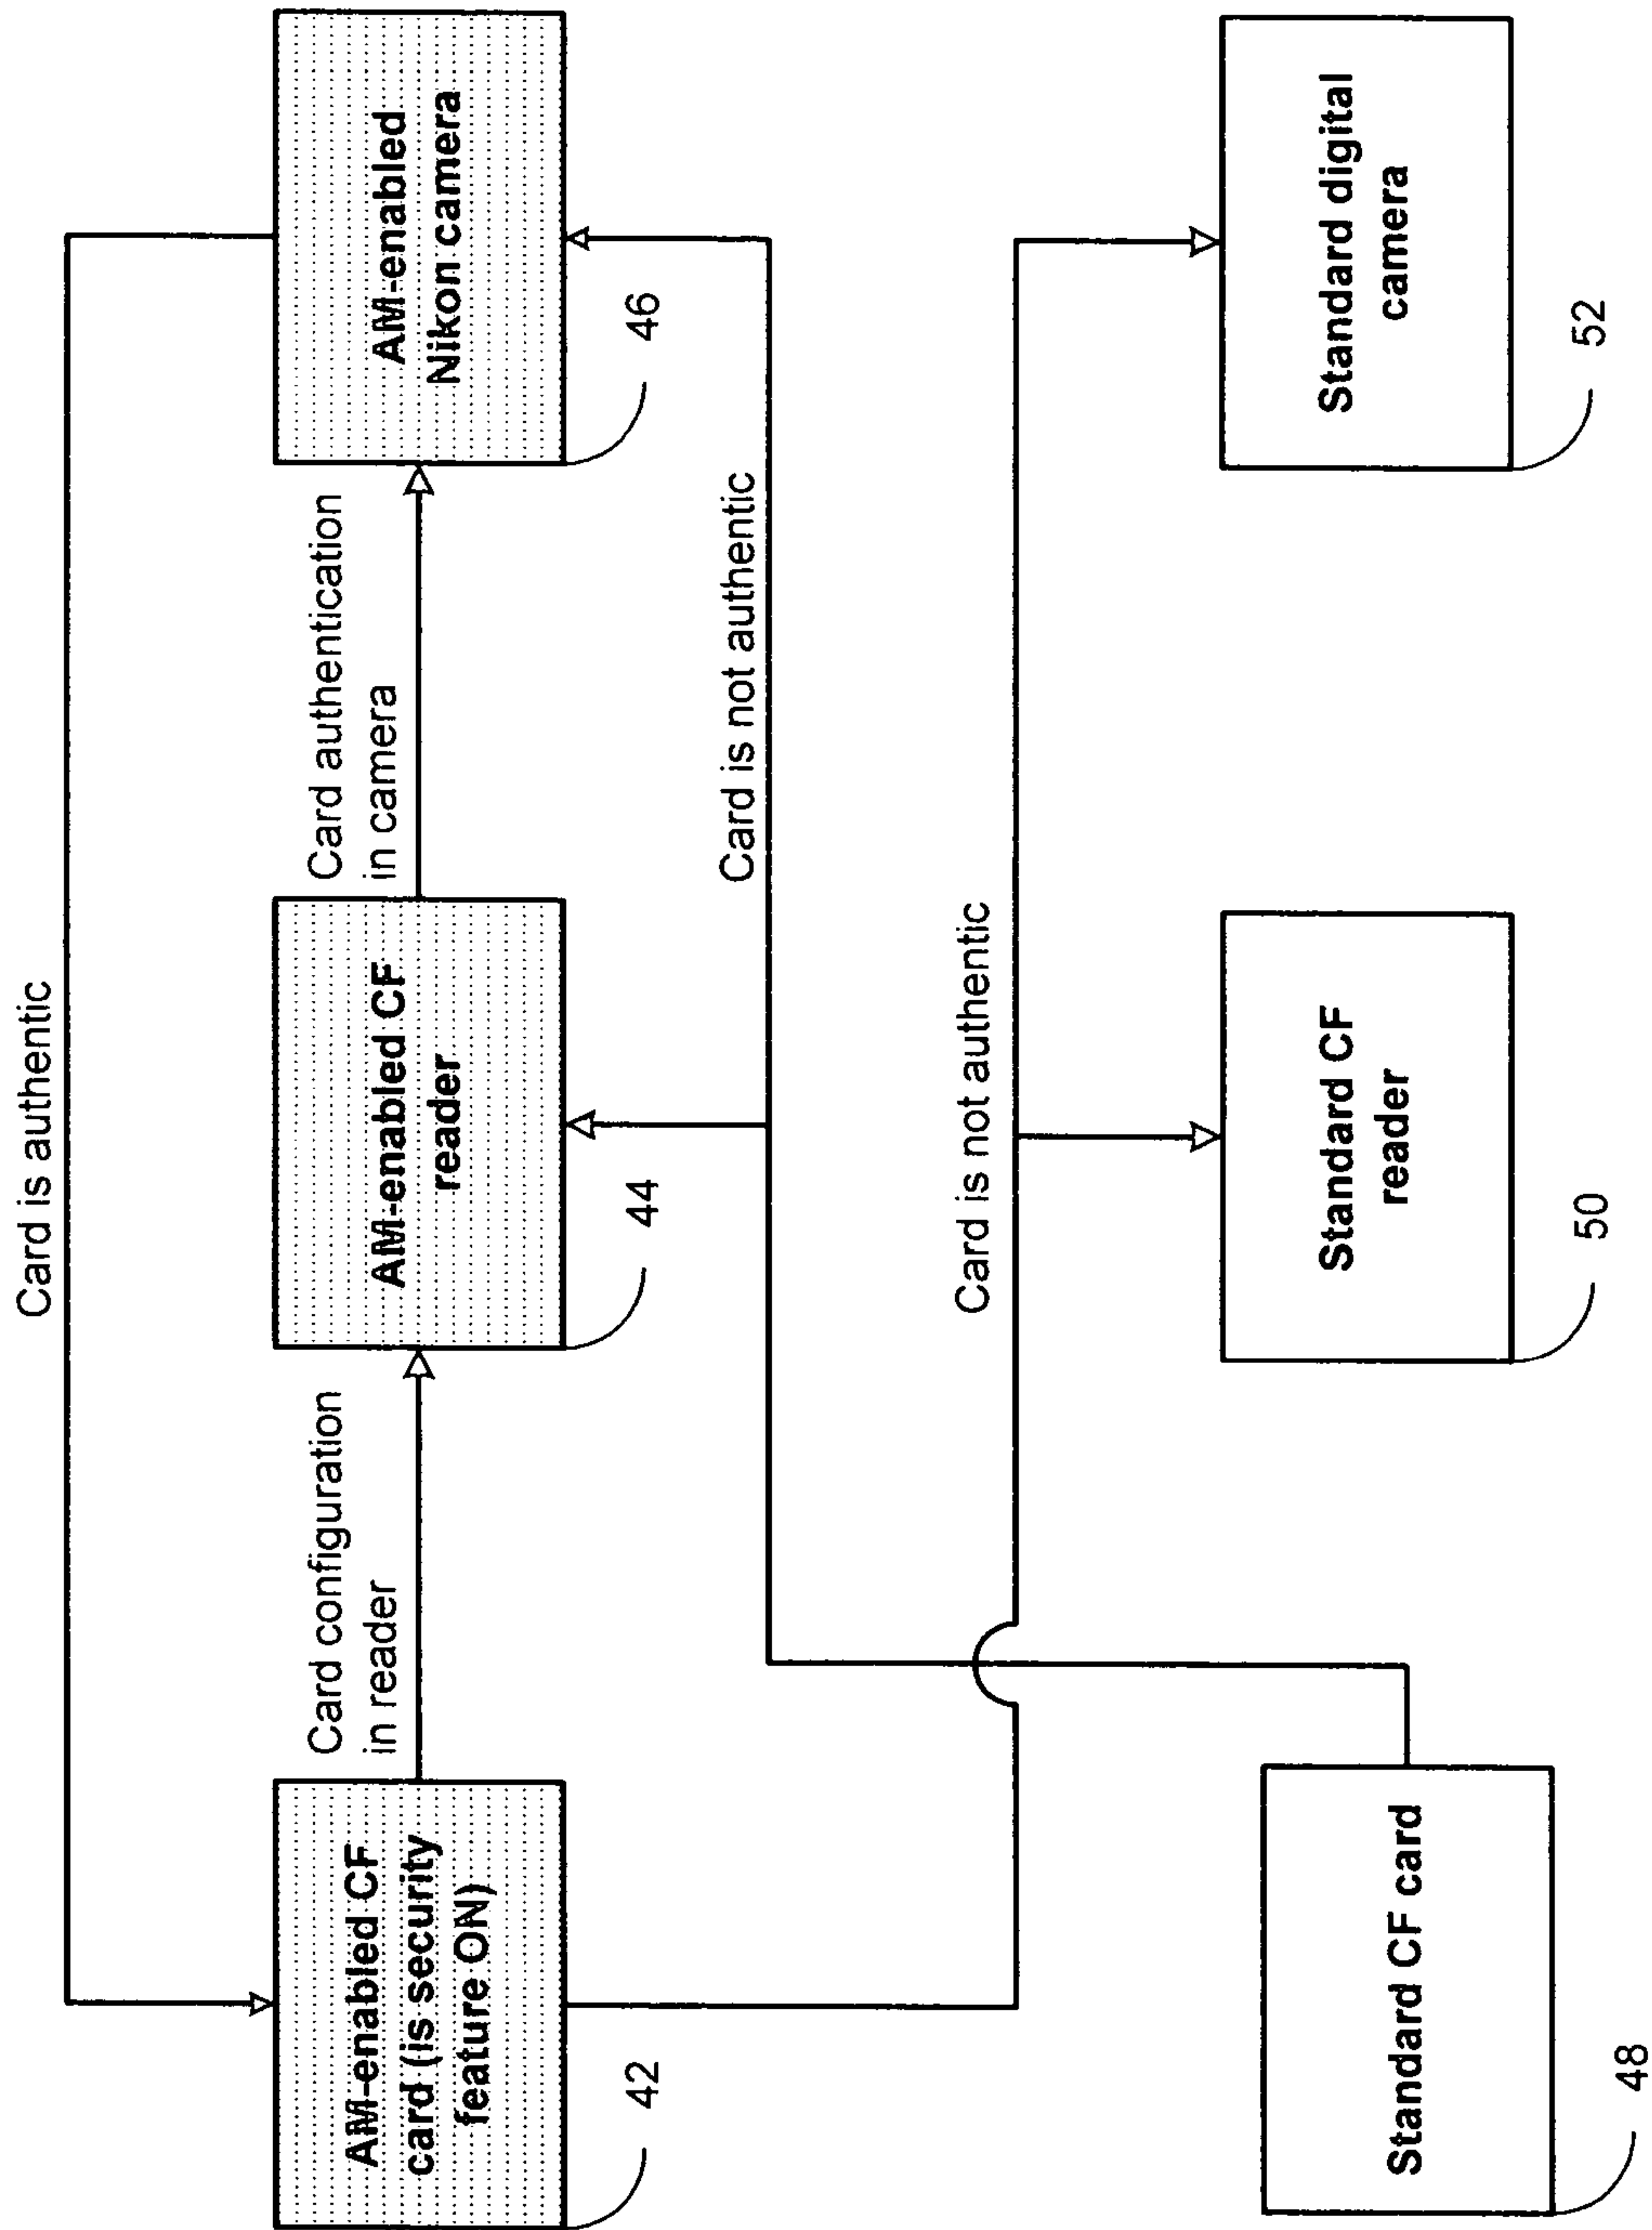 Card is authentic
AM-enabled CF
card (is security
feature ON)
42
Card configuration
in reader
AM-enabled CF
reader
44
Card authentication
in camera
AM-enabled
Nikon camera
46
Card is not authentic
Card is not authentic
Standard CF card
48
Standard CF
reader
50
Standard digital
camera
52